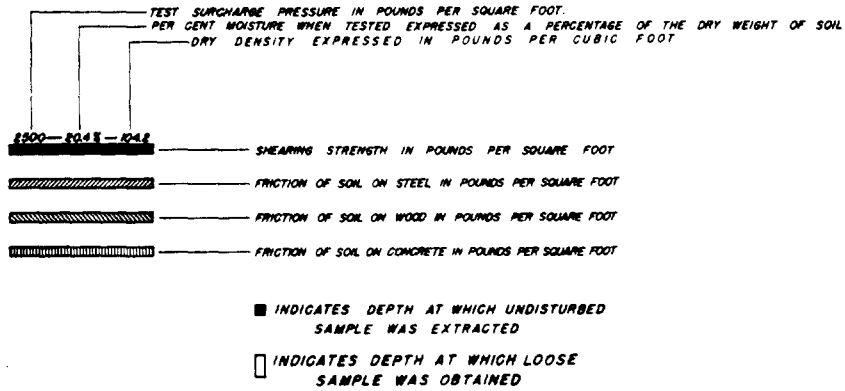 TEST SURCHARGE PRESSURE IN POUNDS PER SQUARE FOOT.
PER CENT MOISTURE WHEN TESTED EXPRESSED AS A PERCENTAGE OF THE DRY WEIGHT OF SOIL
DRY DENSITY EXPRESSED IN POUNDS PER CUBIC FOOT
2500 — 20.4% — 104.2
SHEARING STRENGTH IN POUNDS PER SQUARE FOOT
FRICTION OF SOIL ON STEEL IN POUNDS PER SQUARE FOOT
FRICTION OF SOIL ON WOOD IN POUNDS PER SQUARE FOOT
FRICTION OF SOIL ON CONCRETE IN POUNDS PER SQUARE FOOT
INDICATES DEPTH AT WHICH UNDISTURBED
SAMPLE WAS EXTRACTED
INDICATES DEPTH AT WHICH LOOSE
SAMPLE WAS OBTAINED